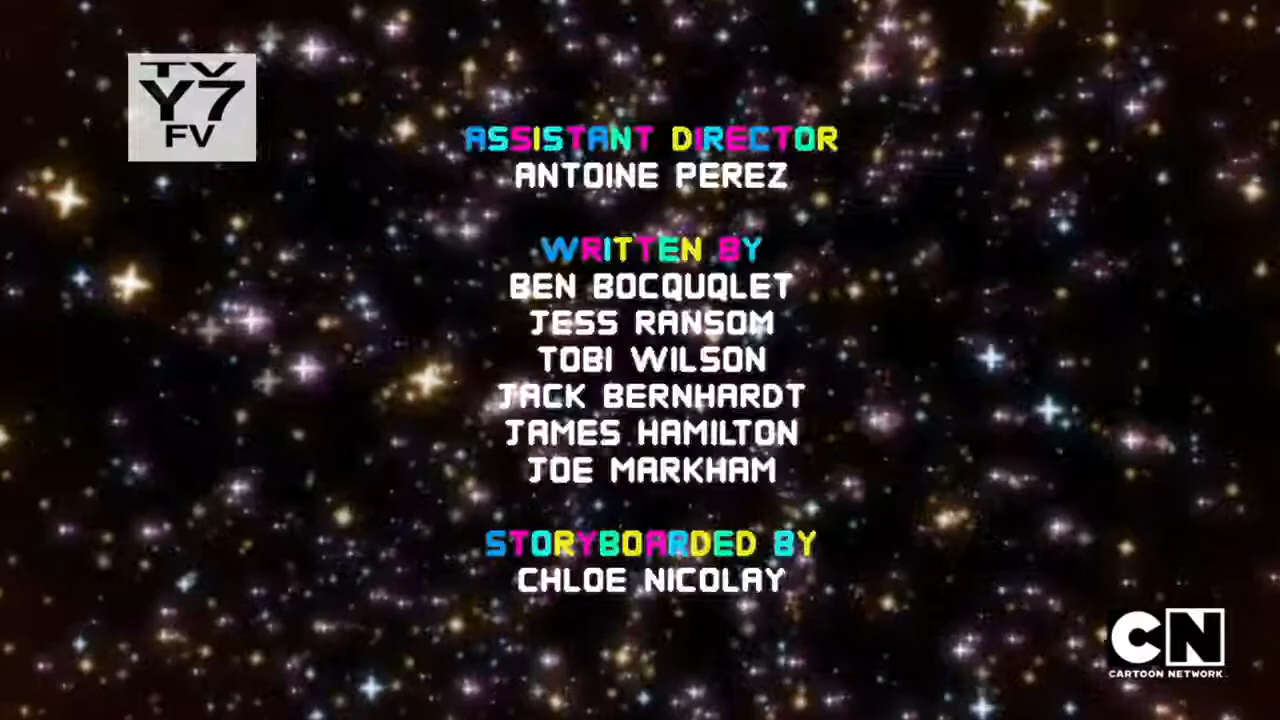 TV
Y7
FV
ASSISTANT DIRECTOR
ANTOINE PEREZ
WRITTEN BY
BEN BOCQUQLET
JESS RANSOM
TOBI WILSON
JACK BERNHARDT
JAMES HAMILTON
JOE MARKHAM
STORYBOARDED BY
CHLOE NICOLAY
CN
CARTOON NETWORK